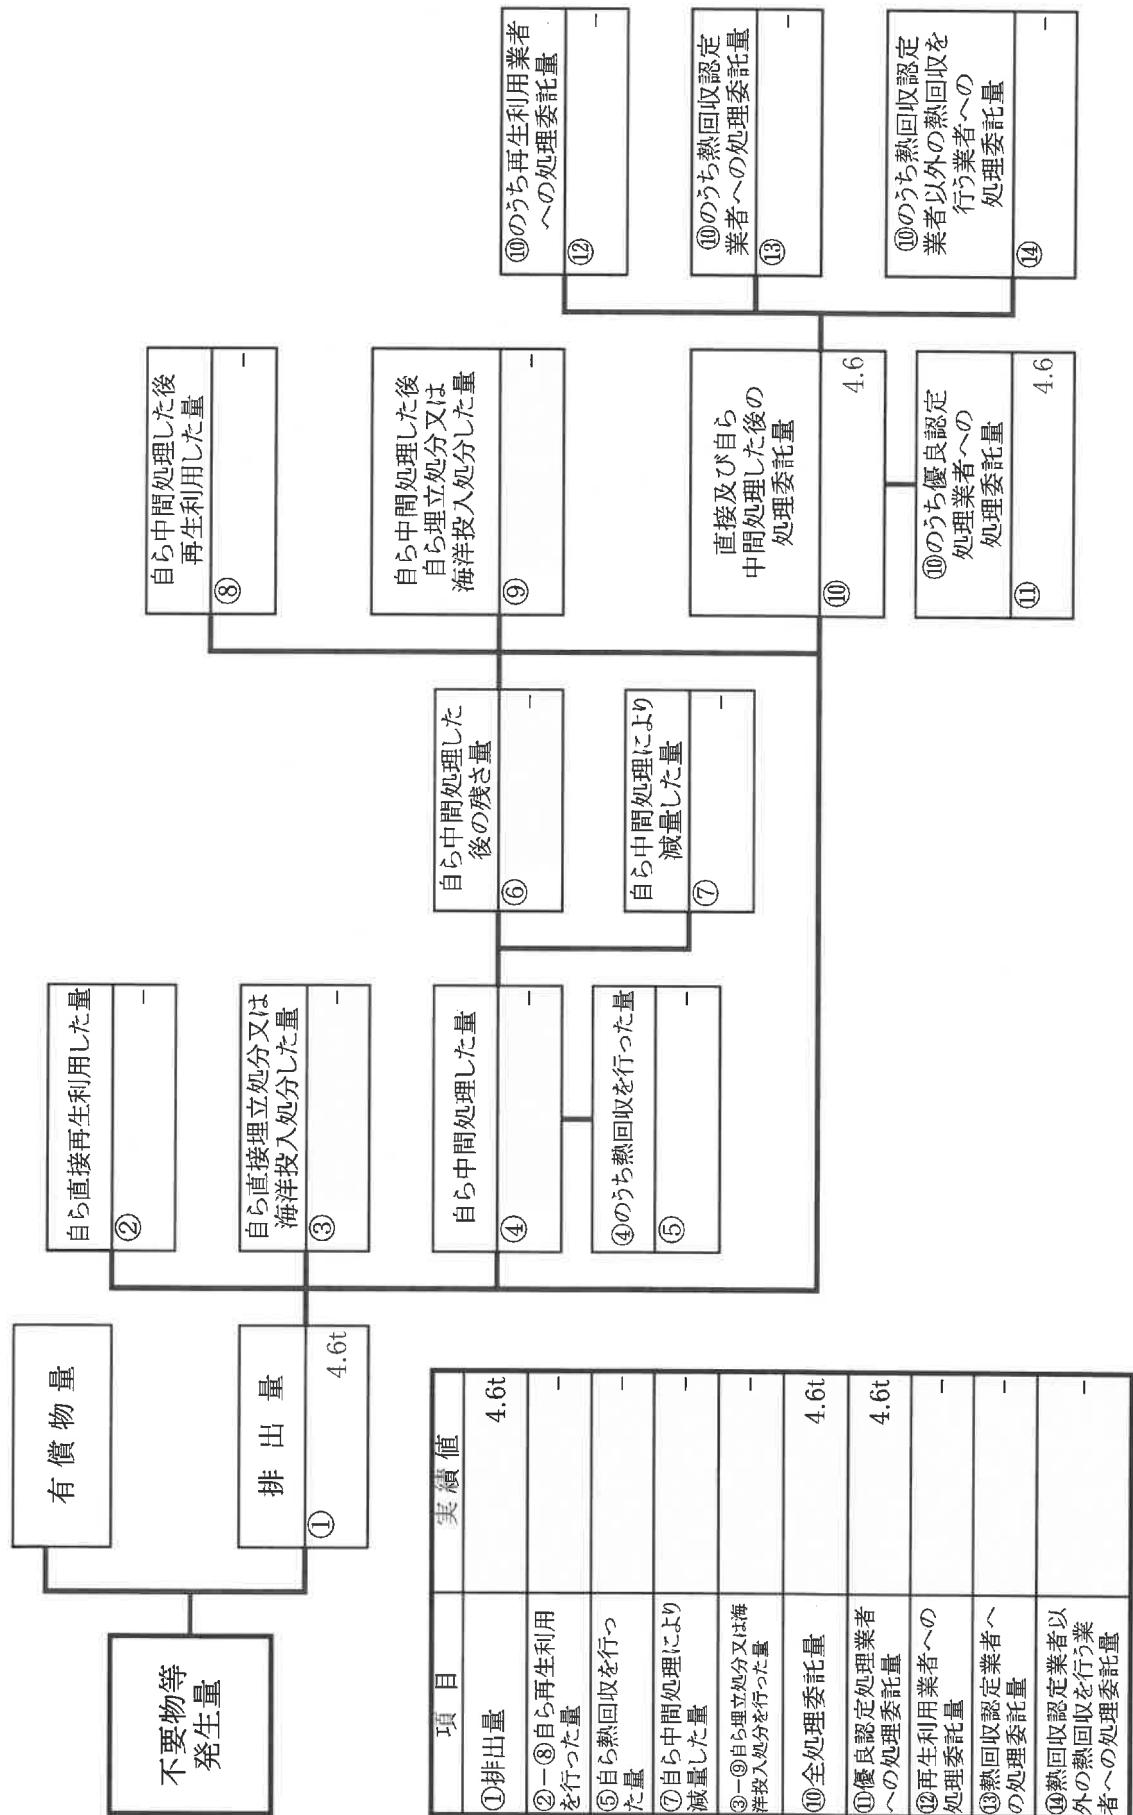 不要物等
発生量
有償物量
排出量
① 4.6t
自ら直接再生利用した量
② −
自ら直接埋立処分又は
海洋投入処分した量
③ −
自ら中間処理した量
④ −
④のうち熱回収を行った量
⑤ −
自ら中間処理した
後の残さ量
⑥ −
自ら中間処理により
減量した量
⑦ −
自ら中間処理した後
再生利用した量
⑧ −
自ら中間処理した後
自ら埋立処分又は
海洋投入処分した量
⑨ −
直接及び自ら
中間処理した後の
処理委託量
⑩ 4.6
⑩のうち優良認定
処理業者への
処理委託量
⑪ 4.6
⑩のうち再生利用業者
への処理委託量
⑫ −
⑩のうち熱回収認定
業者への処理委託量
⑬ −
⑩のうち熱回収認定
業者以外の熱回収を
行う業者への
処理委託量
⑭ −
項目 実績値
①排出量 4.6t
②−⑧自ら再生利用
を行った量 −
⑤自ら熱回収を行っ
た量 −
⑦自ら中間処理により
減量した量 −
③−⑨自ら埋立処分又は海
洋投入処分を行った量 −
⑩全処理委託量 4.6t
⑪優良認定処理業者
への処理委託量 4.6t
⑫再生利用業者への
処理委託量 −
⑬熱回収認定業者へ
の処理委託量 −
⑭熱回収認定業者以
外の熱回収を行う業
者への処理委託量 −